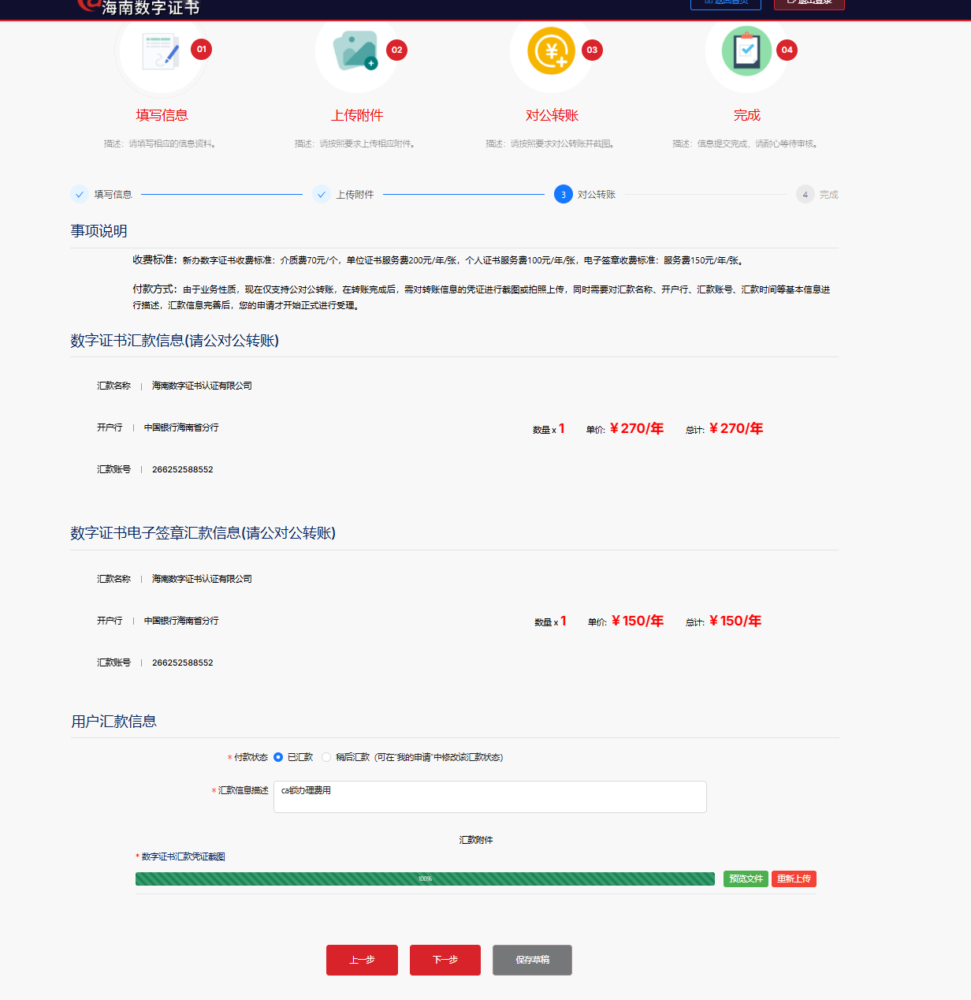 海南数字证书
返回首页
退出登录
01
02
03
04
填写信息
上传附件
对公转账
完成
描述：请填写相应的信息资料。
描述：请按照要求上传相应附件。
描述：请按照要求对公转账并截图。
描述：信息提交完成，请耐心等待审核。
填写信息
上传附件
3 对公转账
4 完成
事项说明
收费标准：新办数字证书收费标准：介质费70元/个，单位证书服务费200元/年/张，个人证书服务费100元/年/张，电子签章收费标准：服务费150元/年/张。
付款方式：由于业务性质，现在仅支持公对公转账，在转账完成后，需对转账信息的凭证进行截图或拍照上传，同时需要对汇款名称、开户行、汇款账号、汇款时间等基本信息进
行描述，汇款信息完善后，您的申请才开始正式进行受理。
数字证书汇款信息(请公对公转账)
汇款名称 | 海南数字证书认证有限公司
开户行 | 中国银行海南省分行
数量 x 1 单价: ￥270/年 总计: ￥270/年
汇款账号 | 266252588552
数字证书电子签章汇款信息(请公对公转账)
汇款名称 | 海南数字证书认证有限公司
开户行 | 中国银行海南省分行
数量 x 1 单价: ￥150/年 总计: ￥150/年
汇款账号 | 266252588552
用户汇款信息
* 付款状态 已汇款 稍后汇款（可在"我的申请"中修改该汇款状态）
* 汇款信息描述 ca锁办理费用
汇款附件
* 数字证书汇款凭证截图
100%
预览文件 重新上传
上一步 下一步 保存草稿